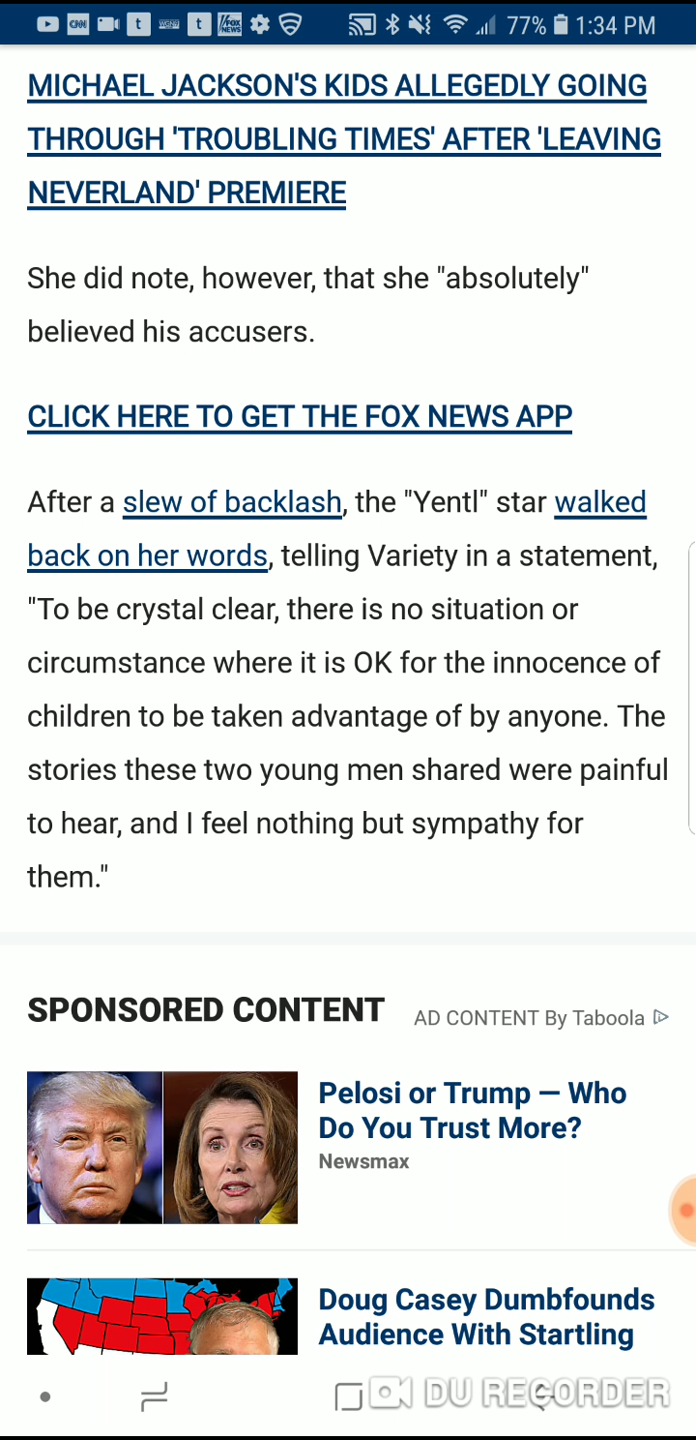 CNN
t
WGN9
t
FOX
NEWS
77%
1:34 PM
MICHAEL JACKSON'S KIDS ALLEGEDLY GOING
THROUGH 'TROUBLING TIMES' AFTER 'LEAVING
NEVERLAND' PREMIERE
She did note, however, that she "absolutely"
believed his accusers.
CLICK HERE TO GET THE FOX NEWS APP
After a slew of backlash, the "Yentl" star walked
back on her words, telling Variety in a statement,
"To be crystal clear, there is no situation or
circumstance where it is OK for the innocence of
children to be taken advantage of by anyone. The
stories these two young men shared were painful
to hear, and I feel nothing but sympathy for
them."
SPONSORED CONTENT
AD CONTENT By Taboola
Pelosi or Trump — Who
Do You Trust More?
Newsmax
Doug Casey Dumbfounds
Audience With Startling
DU RECORDER